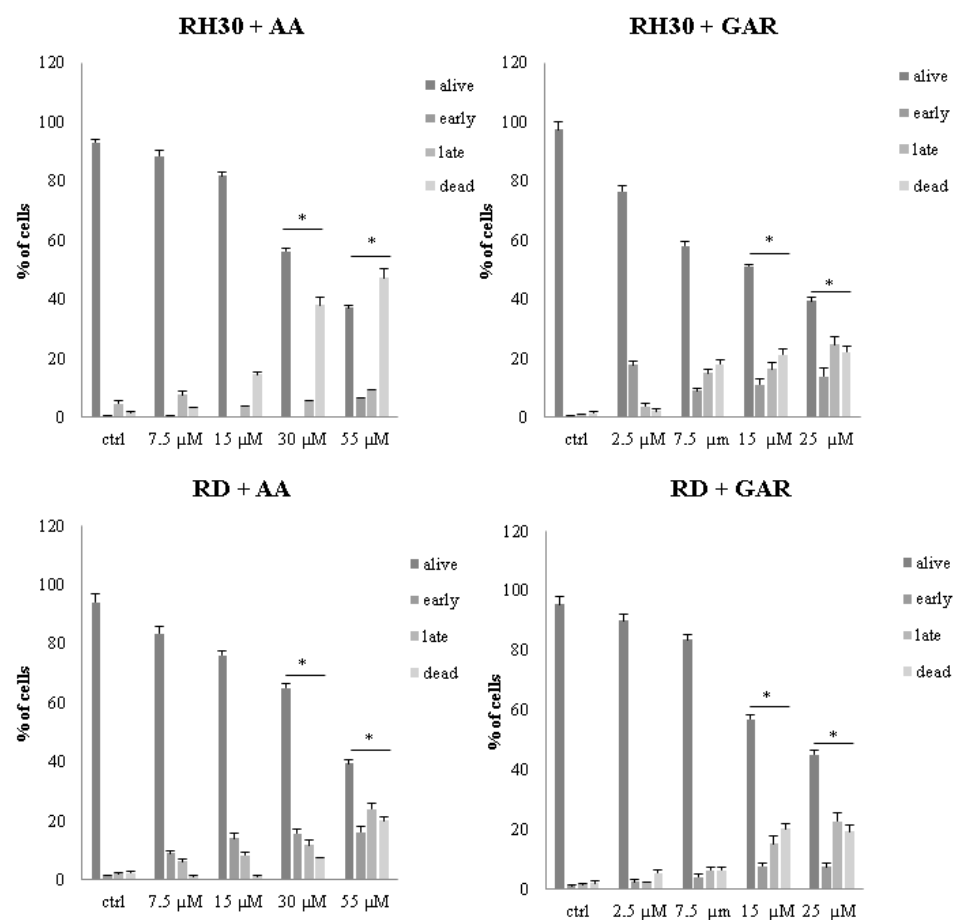 RH30 + AA
120
100
80
60
40
20
0
% of cells
alive
early
late
dead
*
*
ctrl 7.5 µM 15 µM 30 µM 55 µM
RH30 + GAR
120
100
80
60
40
20
0
% of cells
alive
early
late
dead
*
*
ctrl 2.5 µM 7.5 µm 15 µM 25 µM
RD + AA
120
100
80
60
40
20
0
% of cells
alive
early
late
dead
*
*
ctrl 7.5 µM 15 µM 30 µM 55 µM
RD + GAR
120
100
80
60
40
20
0
% of cells
alive
early
late
dead
*
*
ctrl 2.5 µM 7.5 µm 15 µM 25 µM